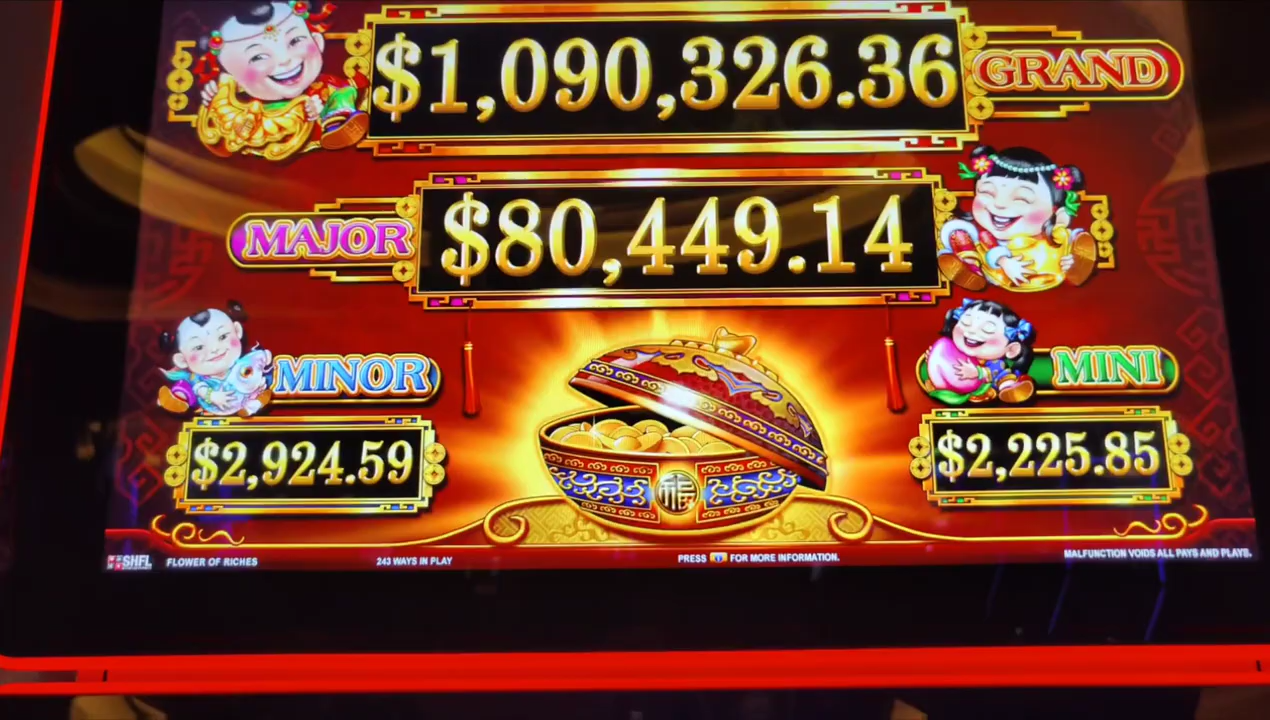 $1,090,326.36 GRAND
MAJOR $80,449.14
MINOR
MINI
$2,924.59
$2,225.85
福
SHFL FLOWER OF RICHES 243 WAYS IN PLAY PRESS FOR MORE INFORMATION. MALFUNCTION VOIDS ALL PAYS AND PLAYS.